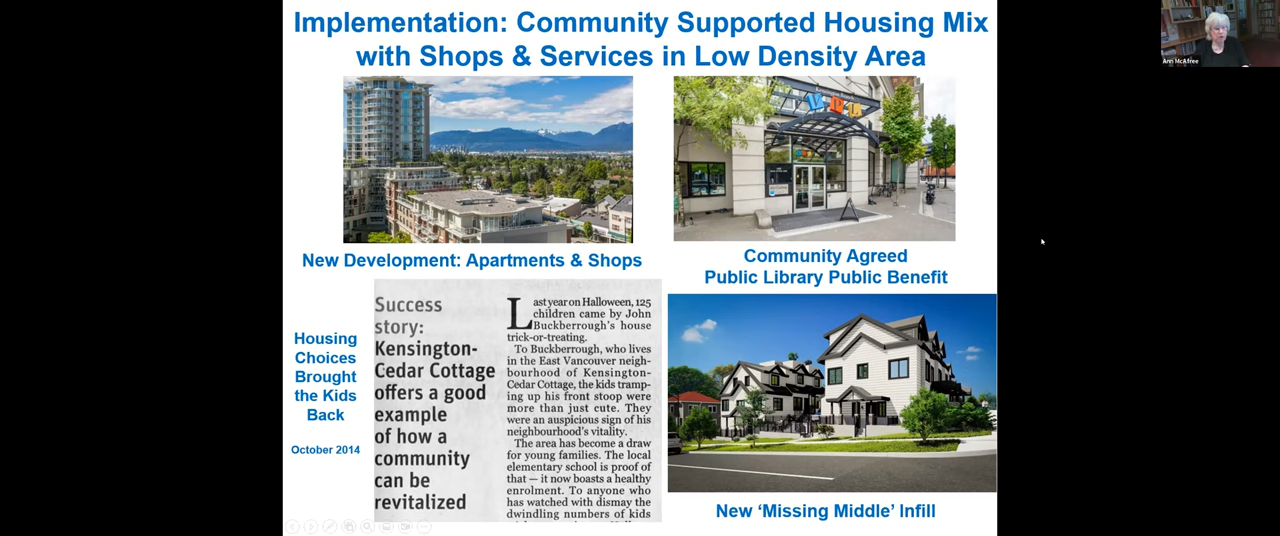 Implementation: Community Supported Housing Mix
with Shops & Services in Low Density Area
Ann McAfee
New Development: Apartments & Shops
Community Agreed
Public Library Public Benefit
Housing
Choices
Brought
the Kids
Back
October 2014
Success
story:
Kensington-
Cedar Cottage
offers a good
example
of how a
community
can be
revitalized
Last year on Halloween, 125
children came by John
Buckberrough's house
trick-or-treating.
To Buckberrough, who lives
in the East Vancouver neigh-
bourhood of Kensington-
Cedar Cottage, the kids tramp-
ing up his front stoop were
more than just cute. They
were an auspicious sign of his
neighbourhood's vitality.
The area has become a draw
for young families. The local
elementary school is proof of
that — it now boasts a healthy
enrolment. To anyone who
has watched with dismay the
dwindling numbers of kids
New 'Missing Middle' Infill